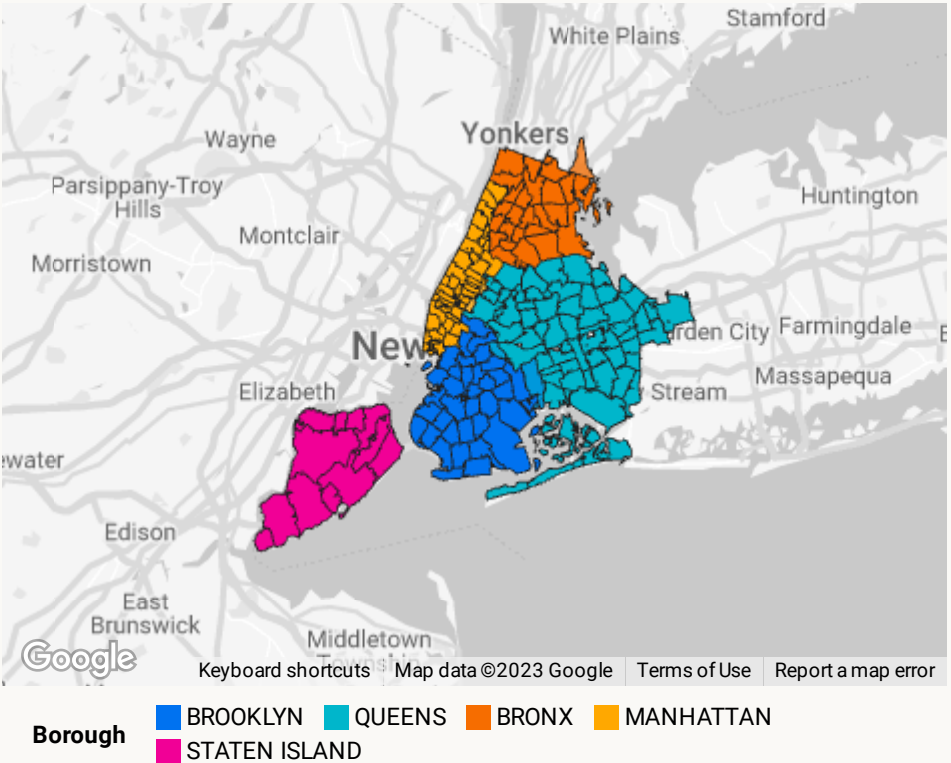 Stamford
White Plains
Yonkers
Wayne
Parsippany-Troy
Hills
Huntington
Montclair
Morristown
New
rden City
Farmingdale
E
Massapequa
Elizabeth
Stream
ewater
Edison
East
Brunswick
Middletown
Township
Google
Keyboard shortcuts
Map data ©2023 Google
Terms of Use
Report a map error
Borough
BROOKLYN
QUEENS
BRONX
MANHATTAN
STATEN ISLAND